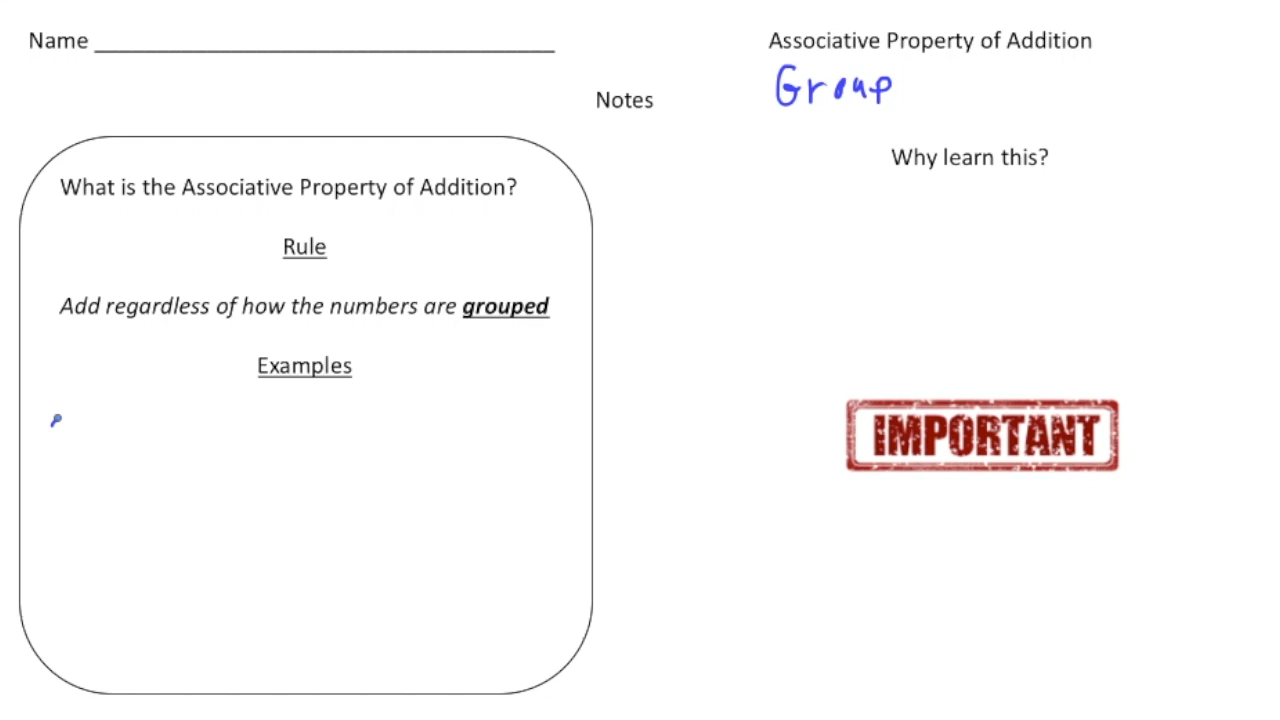 Name ____________________________________
Associative Property of Addition
Group
Notes
Why learn this?
What is the Associative Property of Addition?
Rule
Add regardless of how the numbers are grouped
Examples
IMPORTANT